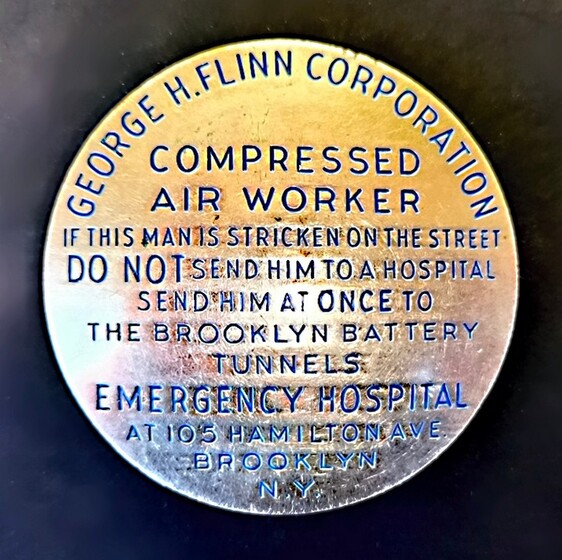 GEORGE H. FLINN CORPORATION
COMPRESSED
AIR WORKER
IF THIS MAN IS STRICKEN ON THE STREET
DO NOT SEND HIM TO A HOSPITAL
SEND HIM AT ONCE TO
THE BROOKLYN BATTERY
TUNNELS
EMERGENCY HOSPITAL
AT 105 HAMILTON AVE.
BROOKLYN
N.Y.